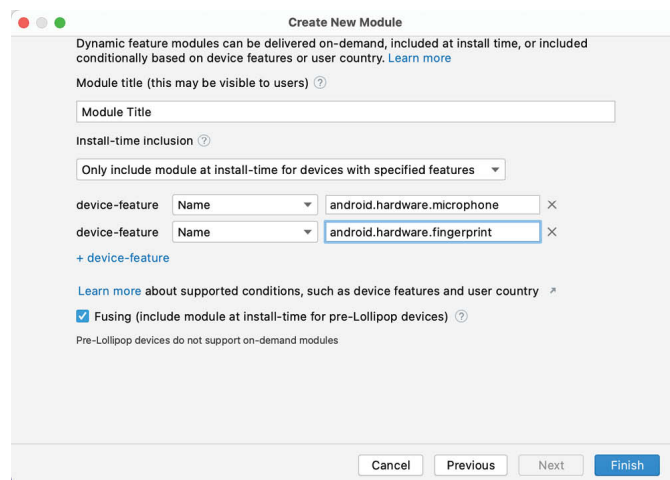 Create New Module
Dynamic feature modules can be delivered on-demand, included at install time, or included
conditionally based on device features or user country. Learn more
Module title (this may be visible to users) ?
Module Title
Install-time inclusion ?
Only include module at install-time for devices with specified features
device-feature Name android.hardware.microphone
device-feature Name android.hardware.fingerprint
+ device-feature
Learn more about supported conditions, such as device features and user country
Fusing (include module at install-time for pre-Lollipop devices) ?
Pre-Lollipop devices do not support on-demand modules
Cancel Previous Next Finish